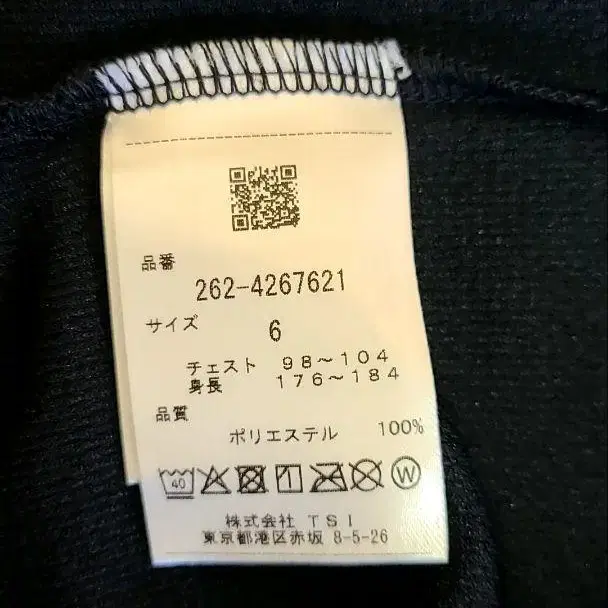 品番
262-4267621
サイズ
6
チェスト 98～104
身長 176～184
品質
ポリエステル 100%
40
W
株式会社 TSI
東京都港区赤坂 8-5-26